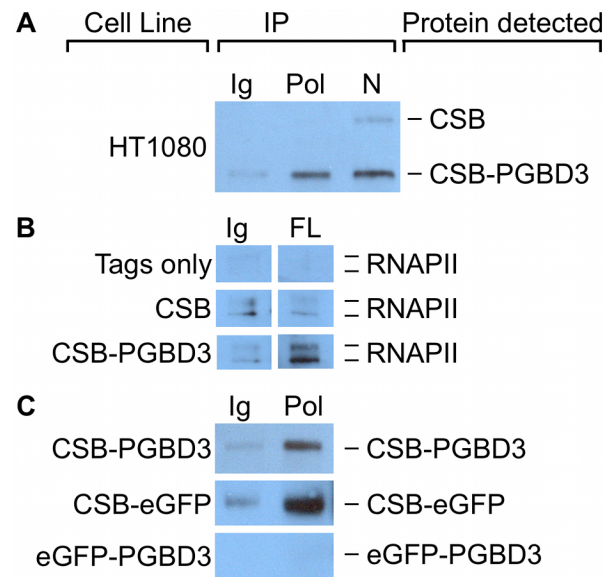 A Cell Line IP Protein detected
Ig Pol N
– CSB
HT1080
– CSB-PGBD3
B Ig FL
Tags only RNAPII
CSB RNAPII
CSB-PGBD3 RNAPII
C Ig Pol
CSB-PGBD3 – CSB-PGBD3
CSB-eGFP – CSB-eGFP
eGFP-PGBD3 – eGFP-PGBD3